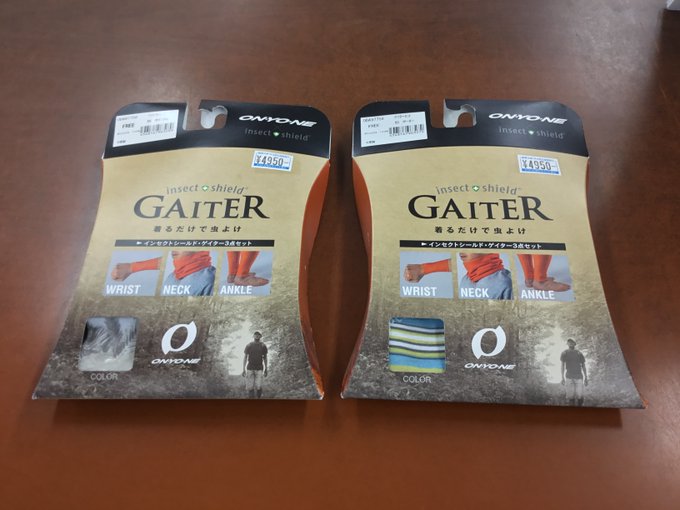 FREE
ONYONE
insect shield
¥4950
insect shield
GAITER
着るだけで虫よけ
インセクトシールド・ゲイター3点セット
WRIST
NECK
ANKLE
COLOR
ONYONE
FREE
ONYONE
insect shield
¥4950
insect shield
GAITER
着るだけで虫よけ
インセクトシールド・ゲイター3点セット
WRIST
NECK
ANKLE
COLOR
ONYONE